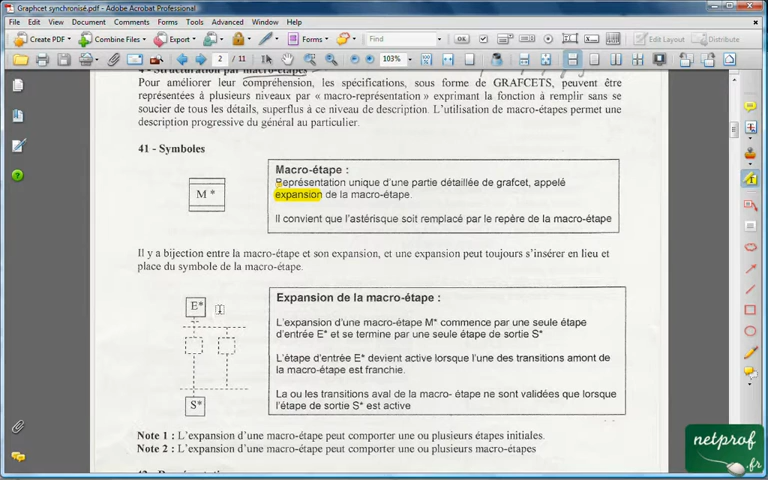 Graphcet synchronisé.pdf - Adobe Acrobat Professional
File Edit View Document Comments Forms Tools Advanced Window Help
Create PDF Combine Files Export Forms Find Edit Layout Distribute
2 / 11 103%
4 - Structuration par macro-étapes
Pour améliorer leur compréhension, les spécifications, sous forme de GRAFCETS, peuvent être
représentées à plusieurs niveaux par « macro-représentation » exprimant la fonction à remplir sans se
soucier de tous les détails, superflus à ce niveau de description. L'utilisation de macro-étapes permet une
description progressive du général au particulier.
41 - Symboles
M *
Macro-étape :
Représentation unique d'une partie détaillée de grafcet, appelé
expansion de la macro-étape.
Il convient que l'astérisque soit remplacé par le repère de la macro-étape
Il y a bijection entre la macro-étape et son expansion, et une expansion peut toujours s'insérer en lieu et
place du symbole de la macro-étape.
E*
S*
Expansion de la macro-étape :
L'expansion d'une macro-étape M* commence par une seule étape
d'entrée E* et se termine par une seule étape de sortie S*
L'étape d'entrée E* devient active lorsque l'une des transitions amont de
la macro-étape est franchie.
La ou les transitions aval de la macro- étape ne sont validées que lorsque
l'étape de sortie S* est active
Note 1 : L'expansion d'une macro-étape peut comporter une ou plusieurs étapes initiales.
Note 2 : L'expansion d'une macro-étape peut comporter une ou plusieurs macro-étapes
netprof
.fr